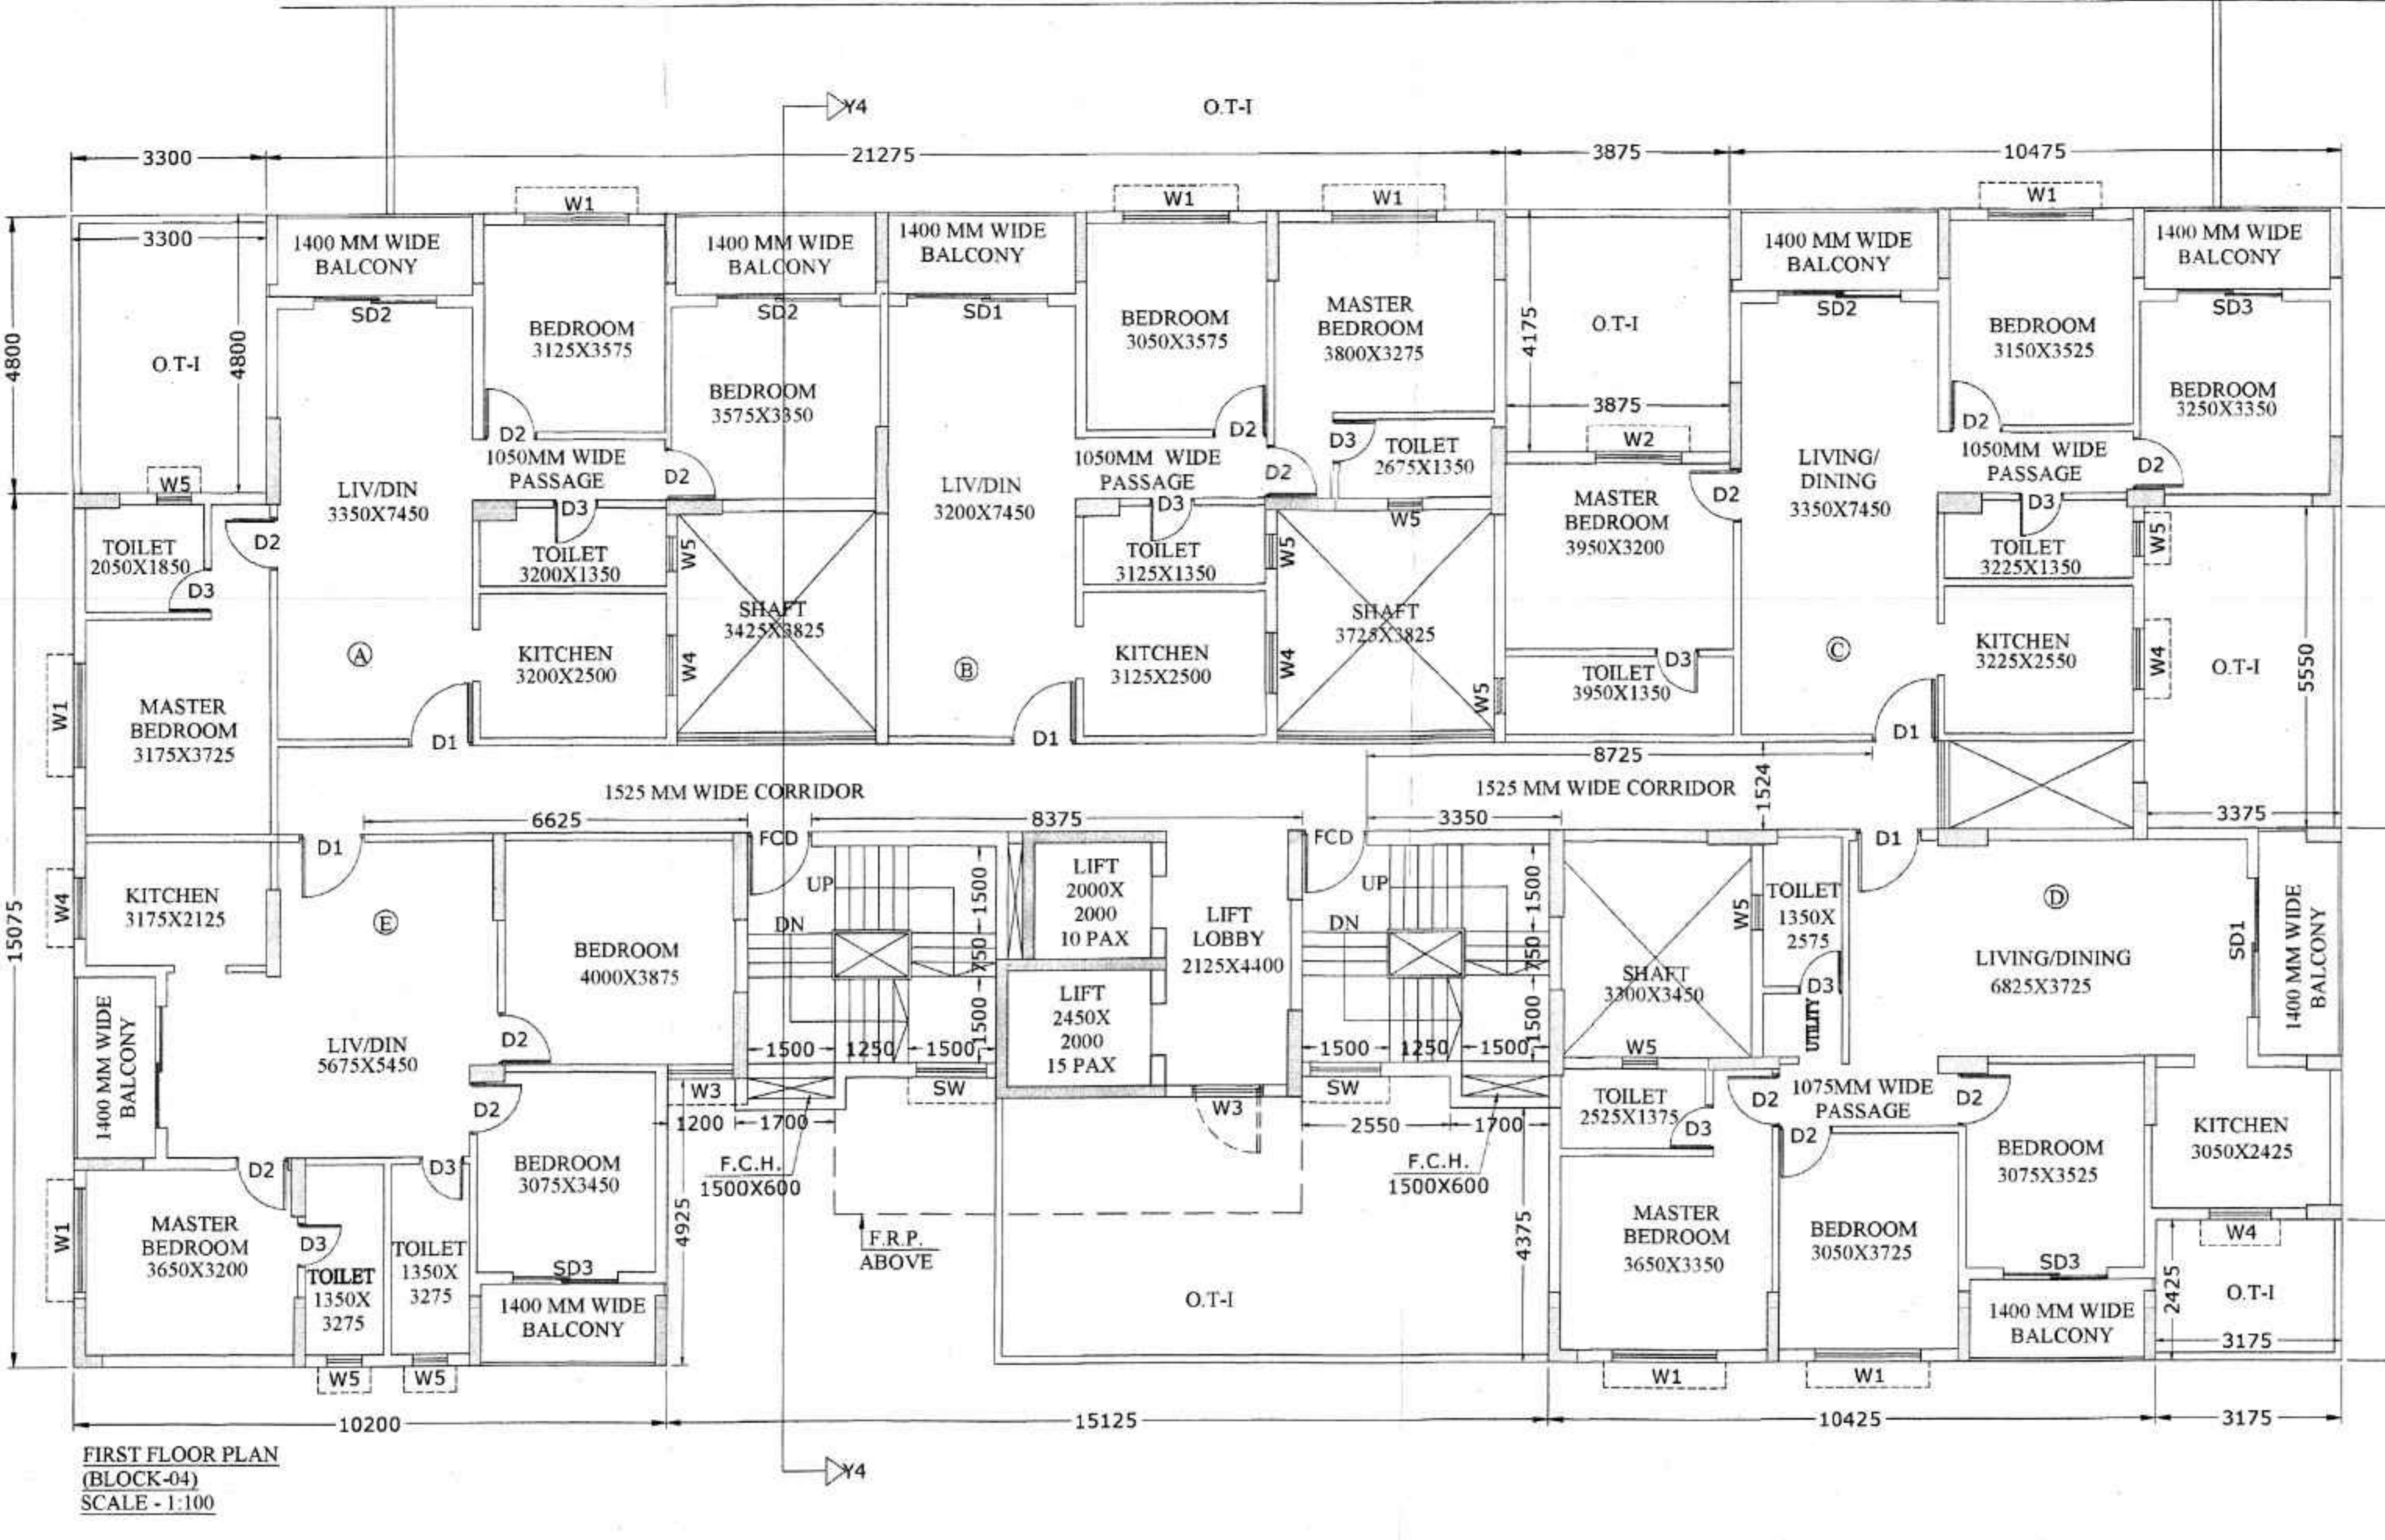 Y4
O.T-I
3300
21275
3875
10475
W1
W1
W1
W1
3300
1400 MM WIDE
BALCONY
1400 MM WIDE
BALCONY
1400 MM WIDE
BALCONY
1400 MM WIDE
BALCONY
1400 MM WIDE
BALCONY
4800
4800
O.T-I
SD2
BEDROOM
3125X3575
SD2
BEDROOM
3575X3350
SD1
BEDROOM
3050X3575
MASTER
BEDROOM
3800X3275
4175
O.T-I
3875
W2
SD2
BEDROOM
3150X3525
SD3
BEDROOM
3250X3350
W5
LIV/DIN
3350X7450
D2
1050MM WIDE
PASSAGE
D2
D3
LIV/DIN
3200X7450
1050MM WIDE
PASSAGE
D2
D2
D3
D3
TOILET
2675X1350
W5
MASTER
BEDROOM
3950X3200
D2
LIVING/
DINING
3350X7450
D2
1050MM WIDE
PASSAGE
D2
D3
TOILET
2050X1850
D2
D3
TOILET
3200X1350
W5
TOILET
3125X1350
W5
TOILET
3225X1350
W5
A
KITCHEN
3200X2500
W4
SHAFT
3425X3825
B
KITCHEN
3125X2500
W4
SHAFT
3725X3825
W5
TOILET
3950X1350
D3
C
KITCHEN
3225X2550
W4
O.T-I
5550
W1
MASTER
BEDROOM
3175X3725
D1
D1
D1
8725
1524
1525 MM WIDE CORRIDOR
1525 MM WIDE CORRIDOR
3375
6625
8375
3350
15075
D1
FCD
FCD
D1
W4
KITCHEN
3175X2125
E
BEDROOM
4000X3875
UP
DN
1500
750
1500
1500
1250
1500
LIFT
2000X
2000
10 PAX
LIFT
2450X
2000
15 PAX
LIFT
LOBBY
2125X4400
UP
DN
1500
750
1500
1500
1250
1500
SHAFT
3300X3450
W5
W5
TOILET
1350X
2575
D3
UTILITY
D
LIVING/DINING
6825X3725
SD1
1400 MM WIDE
BALCONY
1400 MM WIDE
BALCONY
LIV/DIN
5675X5450
D2
D2
W3
SW
W3
SW
1200
1700
2550
1700
F.C.H.
1500X600
F.C.H.
1500X600
TOILET
2525X1375
D3
D2
1075MM WIDE
PASSAGE
D2
D2
BEDROOM
3075X3525
KITCHEN
3050X2425
W1
MASTER
BEDROOM
3650X3200
D2
D3
TOILET
1350X
3275
D3
TOILET
1350X
3275
BEDROOM
3075X3450
SD3
1400 MM WIDE
BALCONY
4925
F.R.P.
ABOVE
O.T-I
4375
MASTER
BEDROOM
3650X3350
BEDROOM
3050X3725
SD3
1400 MM WIDE
BALCONY
W4
2425
O.T-I
3175
W5
W5
W1
W1
10200
15125
10425
3175
FIRST FLOOR PLAN
(BLOCK-04)
SCALE - 1:100
Y4